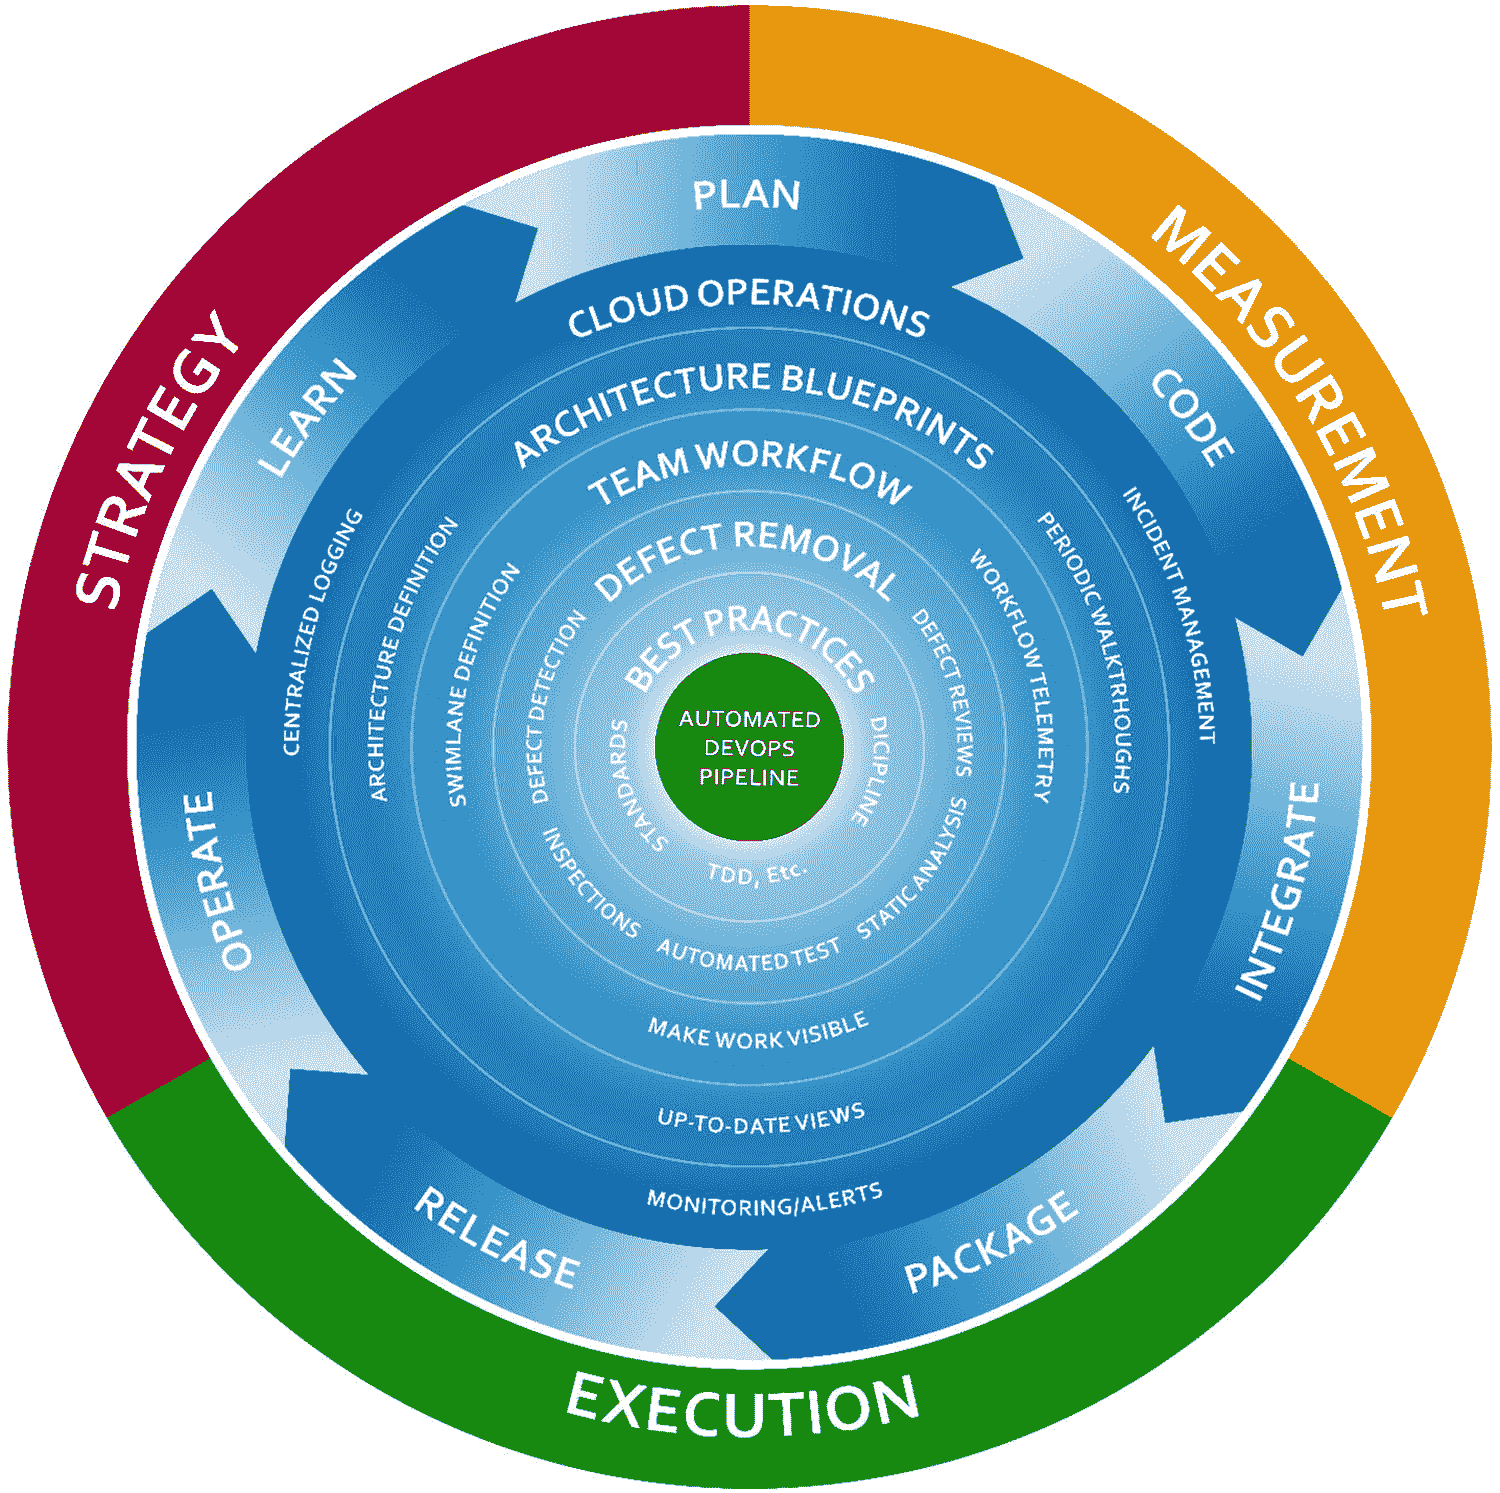 STRATEGY
MEASUREMENT
EXECUTION
PLAN
CODE
INTEGRATE
PACKAGE
RELEASE
OPERATE
LEARN
CLOUD OPERATIONS
CENTRALIZED LOGGING
INCIDENT MANAGEMENT
MONITORING/ALERTS
ARCHITECTURE BLUEPRINTS
ARCHITECTURE DEFINITION
PERIODIC WALKTRHOUGHS
UP-TO-DATE VIEWS
TEAM WORKFLOW
SWIMLANE DEFINITION
WORKFLOW TELEMETRY
MAKE WORK VISIBLE
DEFECT REMOVAL
DEFECT DETECTION
DEFECT REVIEWS
INSPECTIONS
AUTOMATED TEST
STATIC ANALYSIS
BEST PRACTICES
STANDARDS
DICIPLINE
TDD, Etc.
AUTOMATED
DEVOPS
PIPELINE